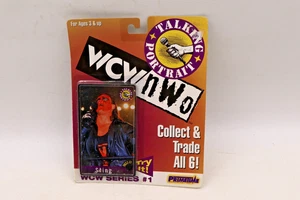 For Ages 3 & up
TALKING
PORTRAIT
WCW
nWo
Collect &
Trade
All 6!
Sting
WCW SERIES #1